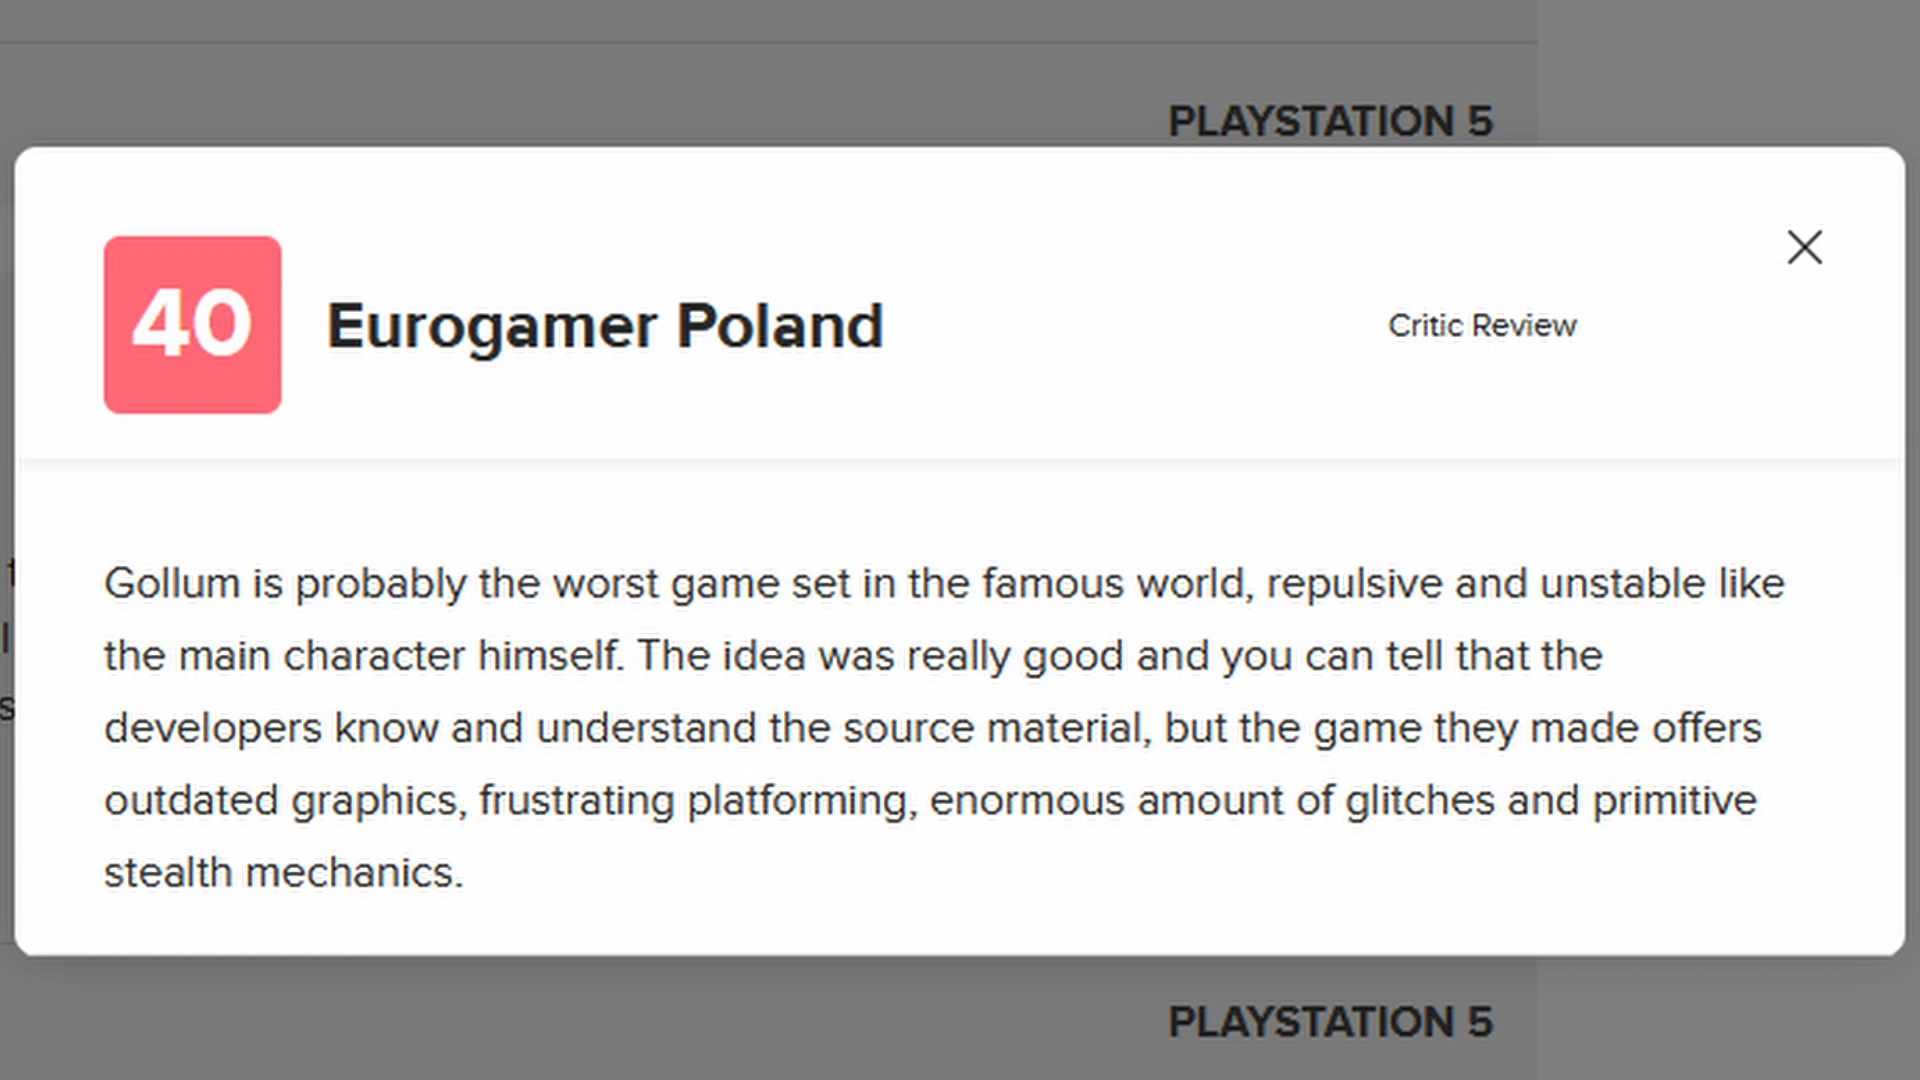 PLAYSTATION 5
40
Eurogamer Poland
Critic Review
Gollum is probably the worst game set in the famous world, repulsive and unstable like
the main character himself. The idea was really good and you can tell that the
developers know and understand the source material, but the game they made offers
outdated graphics, frustrating platforming, enormous amount of glitches and primitive
stealth mechanics.
PLAYSTATION 5